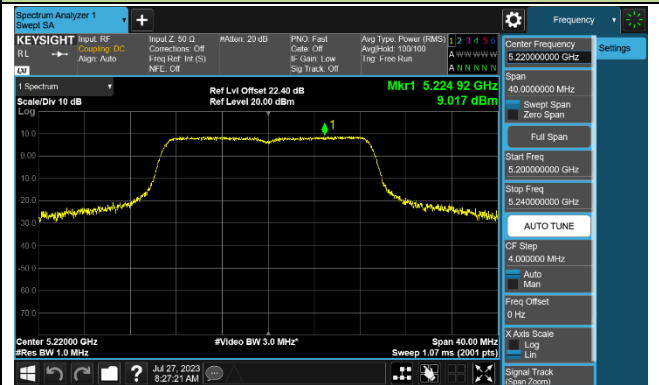 Spectrum Analyzer 1
Swept SA
Frequency
KEYSIGHT
RL
Input: RF
Coupling: DC
Align: Auto
Input Z: 50 Ω
Corrections: Off
Freq Ref: Int (S)
NFE: Off
#Atten: 20 dB
PNO: Fast
Gate: Off
IF Gain: Low
Sig Track: Off
Avg Type: Power (RMS)
Avg|Hold: 100/100
Trig: Free Run
1 2 3 4 5 6
A W W W W W
A N N N N N
LXI
1 Spectrum
Scale/Div 10 dB
Log
Ref Lvl Offset 22.40 dB
Ref Level 20.00 dBm
Mkr1 5.224 92 GHz
9.017 dBm
1
10.0
0.00
-10.0
-20.0
-30.0
-40.0
-50.0
-60.0
-70.0
Center 5.22000 GHz
#Res BW 1.0 MHz
#Video BW 3.0 MHz*
Span 40.00 MHz
Sweep 1.07 ms (2001 pts)
Jul 27, 2023
8:27:21 AM
?
Center Frequency
5.220000000 GHz
Settings
Span
40.0000000 MHz
Swept Span
Zero Span
Full Span
Start Freq
5.200000000 GHz
Stop Freq
5.240000000 GHz
AUTO TUNE
CF Step
4.000000 MHz
Auto
Man
Freq Offset
0 Hz
X Axis Scale
Log
Lin
Signal Track
(Span Zoom)